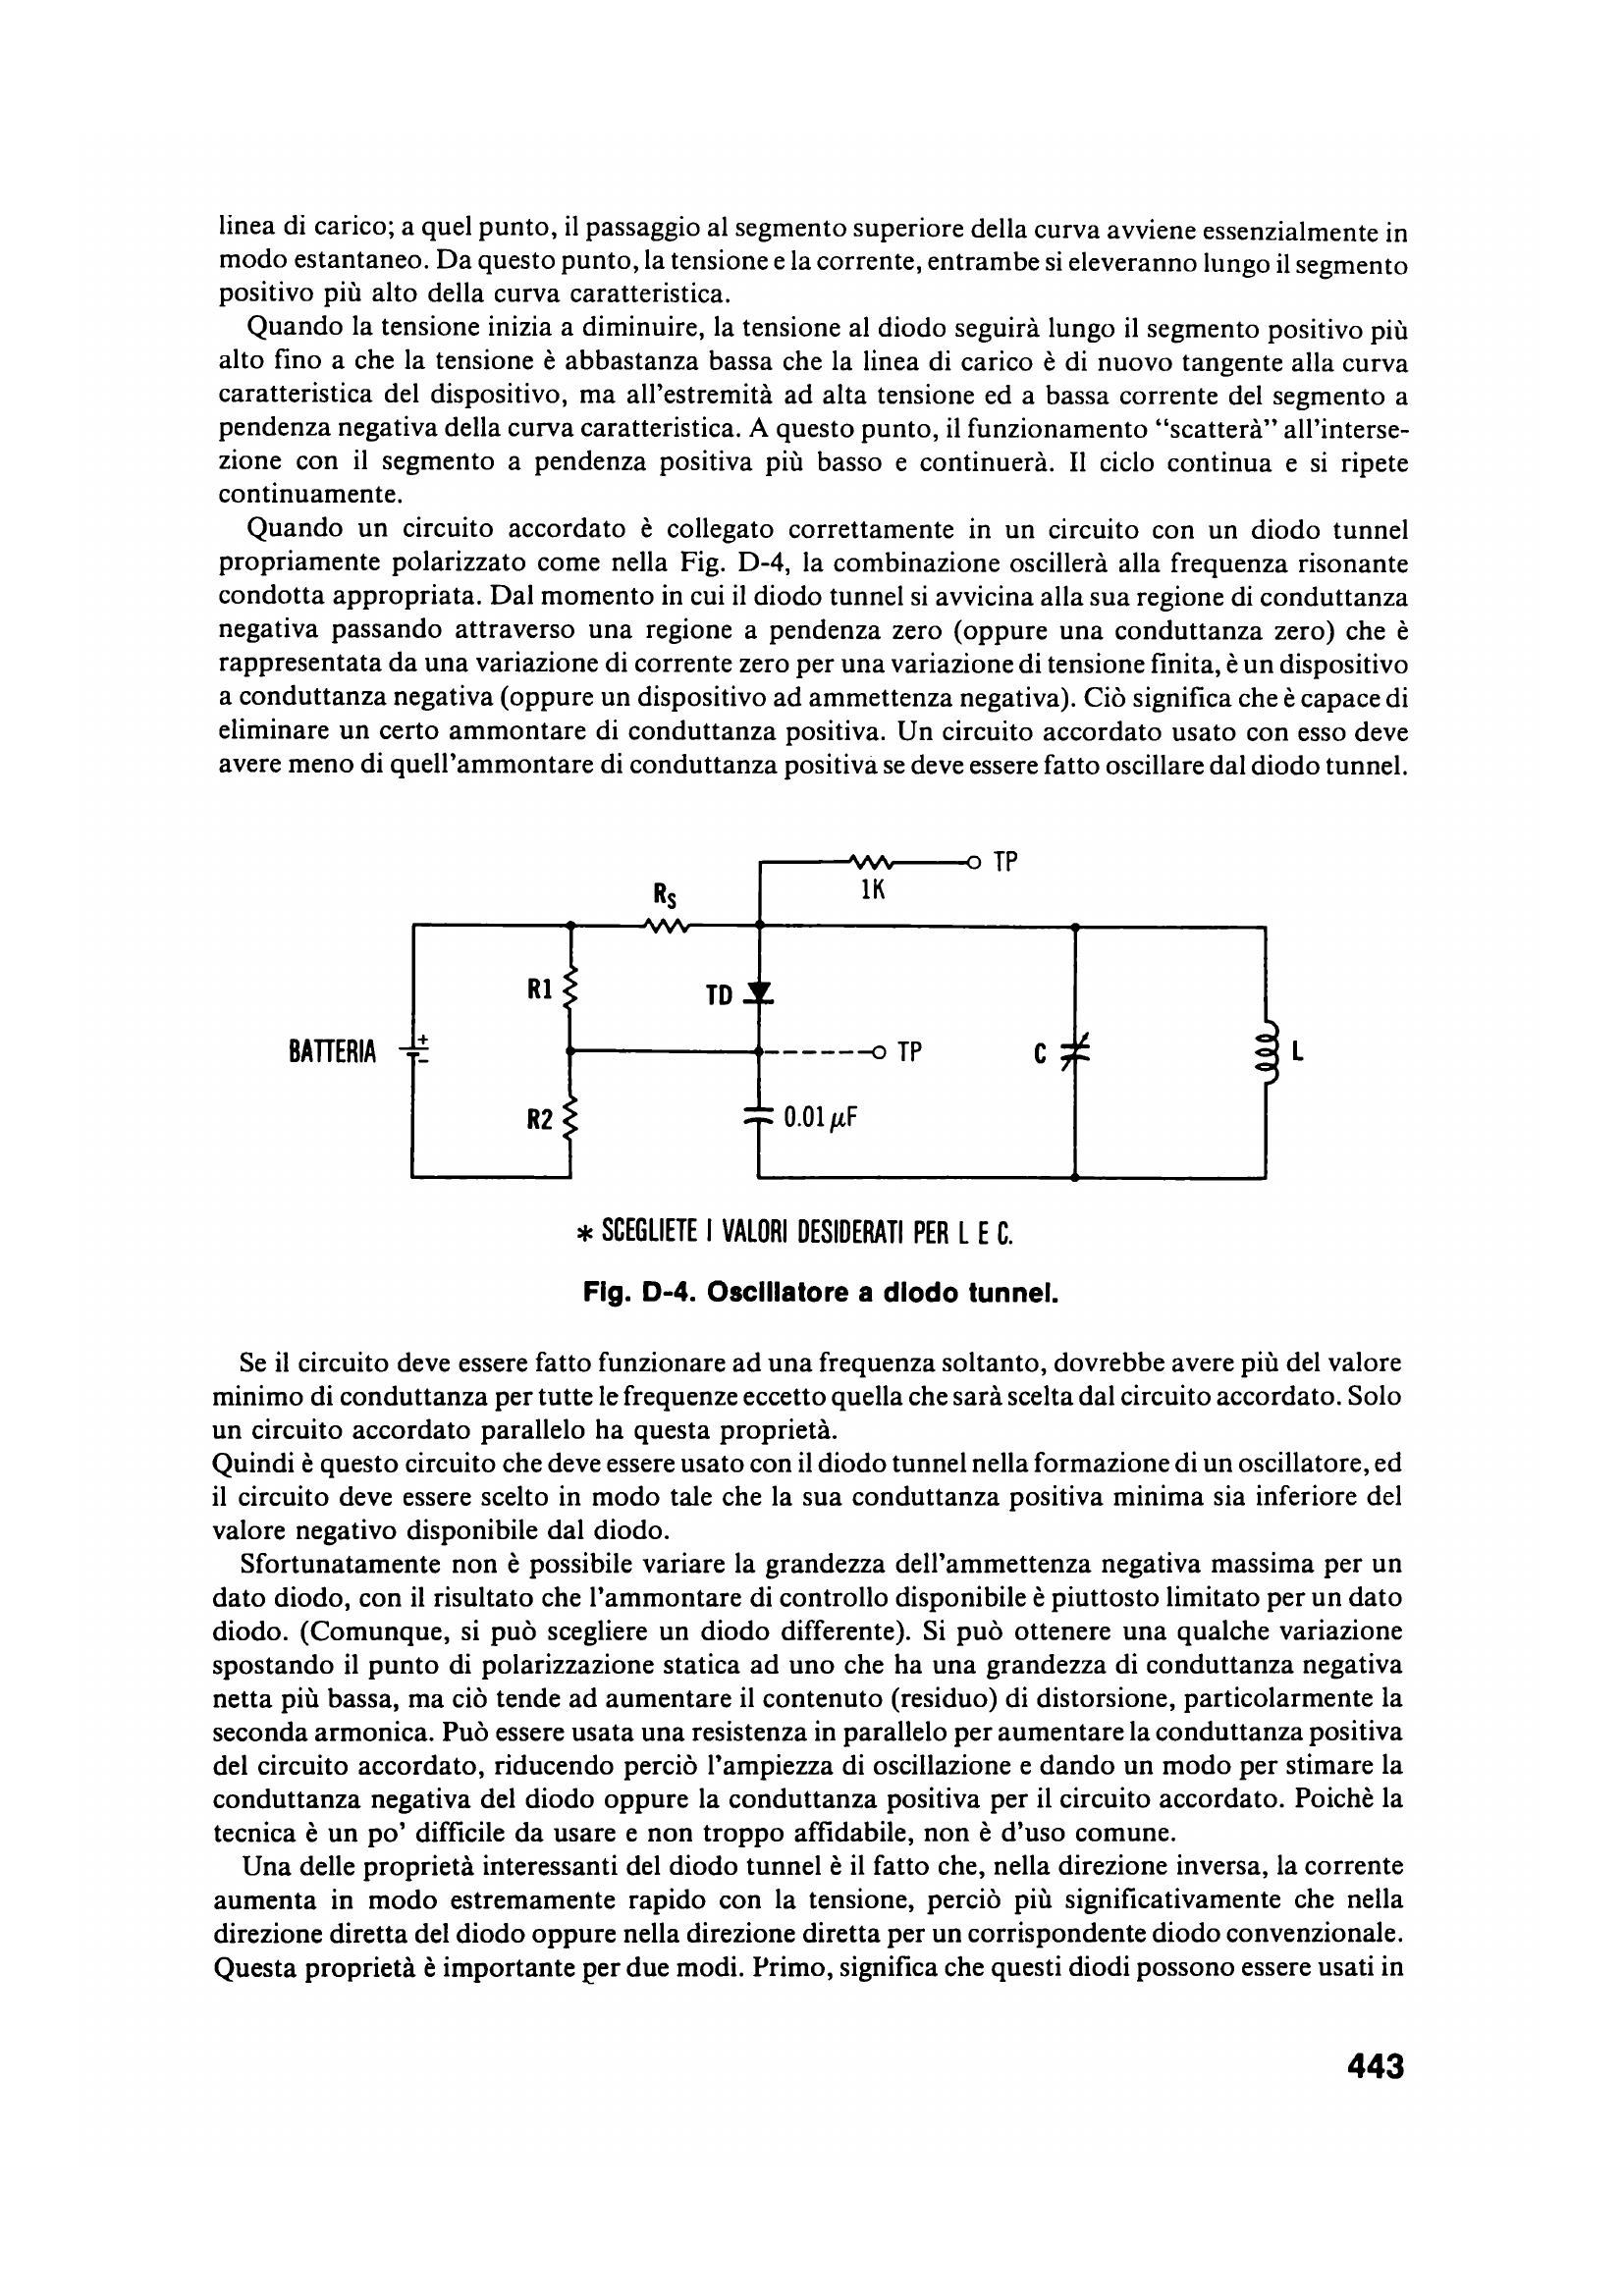 linea di carico; a quel punto, il passaggio al segmento superiore della curva avviene essenzialmente in
modo estantaneo. Da questo punto, la tensione e la corrente, entrambe si eleveranno lungo il segmento
positivo più alto della curva caratteristica.
Quando la tensione inizia a diminuire, la tensione al diodo seguirà lungo il segmento positivo più
alto fino a che la tensione è abbastanza bassa che la linea di carico è di nuovo tangente alla curva
caratteristica del dispositivo, ma all'estremità ad alta tensione ed a bassa corrente del segmento a
pendenza negativa della curva caratteristica. A questo punto, il funzionamento “scatterà” all'interse-
zione con il segmento a pendenza positiva più basso e continuerà. Il ciclo continua e si ripete
continuamente.
Quando un circuito accordato è collegato correttamente in un circuito con un diodo tunnel
propriamente polarizzato come nella Fig. D-4, la combinazione oscillerà alla frequenza risonante
condotta appropriata. Dal momento in cui il diodo tunnel si avvicina alla sua regione di conduttanza
negativa passando attraverso una regione a pendenza zero (oppure una conduttanza zero) che è
rappresentata da una variazione di corrente zero per una variazione di tensione finita, è un dispositivo
a conduttanza negativa (oppure un dispositivo ad ammettenza negativa). Ciò significa che è capace di
eliminare un certo ammontare di conduttanza positiva. Un circuito accordato usato con esso deve
avere meno di quell'ammontare di conduttanza positiva se deve essere fatto oscillare dal diodo tunnel.
TP
1K
RS
R1
TD
BATTERIA
+
-
TP
C
L
R2
0.01 µF
* SCEGLIETE I VALORI DESIDERATI PER L E C.
Fig. D-4. Oscillatore a diodo tunnel.
Se il circuito deve essere fatto funzionare ad una frequenza soltanto, dovrebbe avere più del valore
minimo di conduttanza per tutte le frequenze eccetto quella che sarà scelta dal circuito accordato. Solo
un circuito accordato parallelo ha questa proprietà.
Quindi è questo circuito che deve essere usato con il diodo tunnel nella formazione di un oscillatore, ed
il circuito deve essere scelto in modo tale che la sua conduttanza positiva minima sia inferiore del
valore negativo disponibile dal diodo.
Sfortunatamente non è possibile variare la grandezza dell'ammettenza negativa massima per un
dato diodo, con il risultato che l'ammontare di controllo disponibile è piuttosto limitato per un dato
diodo. (Comunque, si può scegliere un diodo differente). Si può ottenere una qualche variazione
spostando il punto di polarizzazione statica ad uno che ha una grandezza di conduttanza negativa
netta più bassa, ma ciò tende ad aumentare il contenuto (residuo) di distorsione, particolarmente la
seconda armonica. Può essere usata una resistenza in parallelo per aumentare la conduttanza positiva
del circuito accordato, riducendo perciò l'ampiezza di oscillazione e dando un modo per stimare la
conduttanza negativa del diodo oppure la conduttanza positiva per il circuito accordato. Poichè la
tecnica è un po' difficile da usare e non troppo affidabile, non è d'uso comune.
Una delle proprietà interessanti del diodo tunnel è il fatto che, nella direzione inversa, la corrente
aumenta in modo estremamente rapido con la tensione, perciò più significativamente che nella
direzione diretta del diodo oppure nella direzione diretta per un corrispondente diodo convenzionale.
Questa proprietà è importante per due modi. Primo, significa che questi diodi possono essere usati in
443